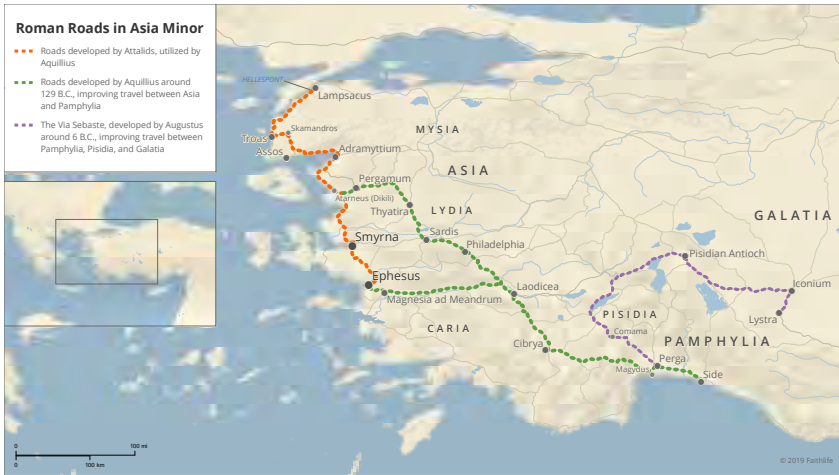 Roman Roads in Asia Minor
Roads developed by Attalids, utilized by
Aquillius
Roads developed by Aquillius around
129 B.C., improving travel between Asia
and Pamphylia
The Via Sebaste, developed by Augustus
around 6 B.C., improving travel between
Pamphylia, Pisidia, and Galatia
HELLESPONT
Lampsacus
Skamandros
MYSIA
Troas
Assos
Adramyttium
ASIA
Pergamum
Atarneus (Dikili)
Thyatira
LYDIA
GALATIA
Smyrna
Sardis
Philadelphia
Pisidian Antioch
Ephesus
Magnesia ad Meandrum
Laodicea
Iconium
PISIDIA
Lystra
CARIA
Comama
PAMPHYLIA
Cibrya
Perga
Magydus
Side
0 100 mi
0 100 km
© 2019 Faithlife